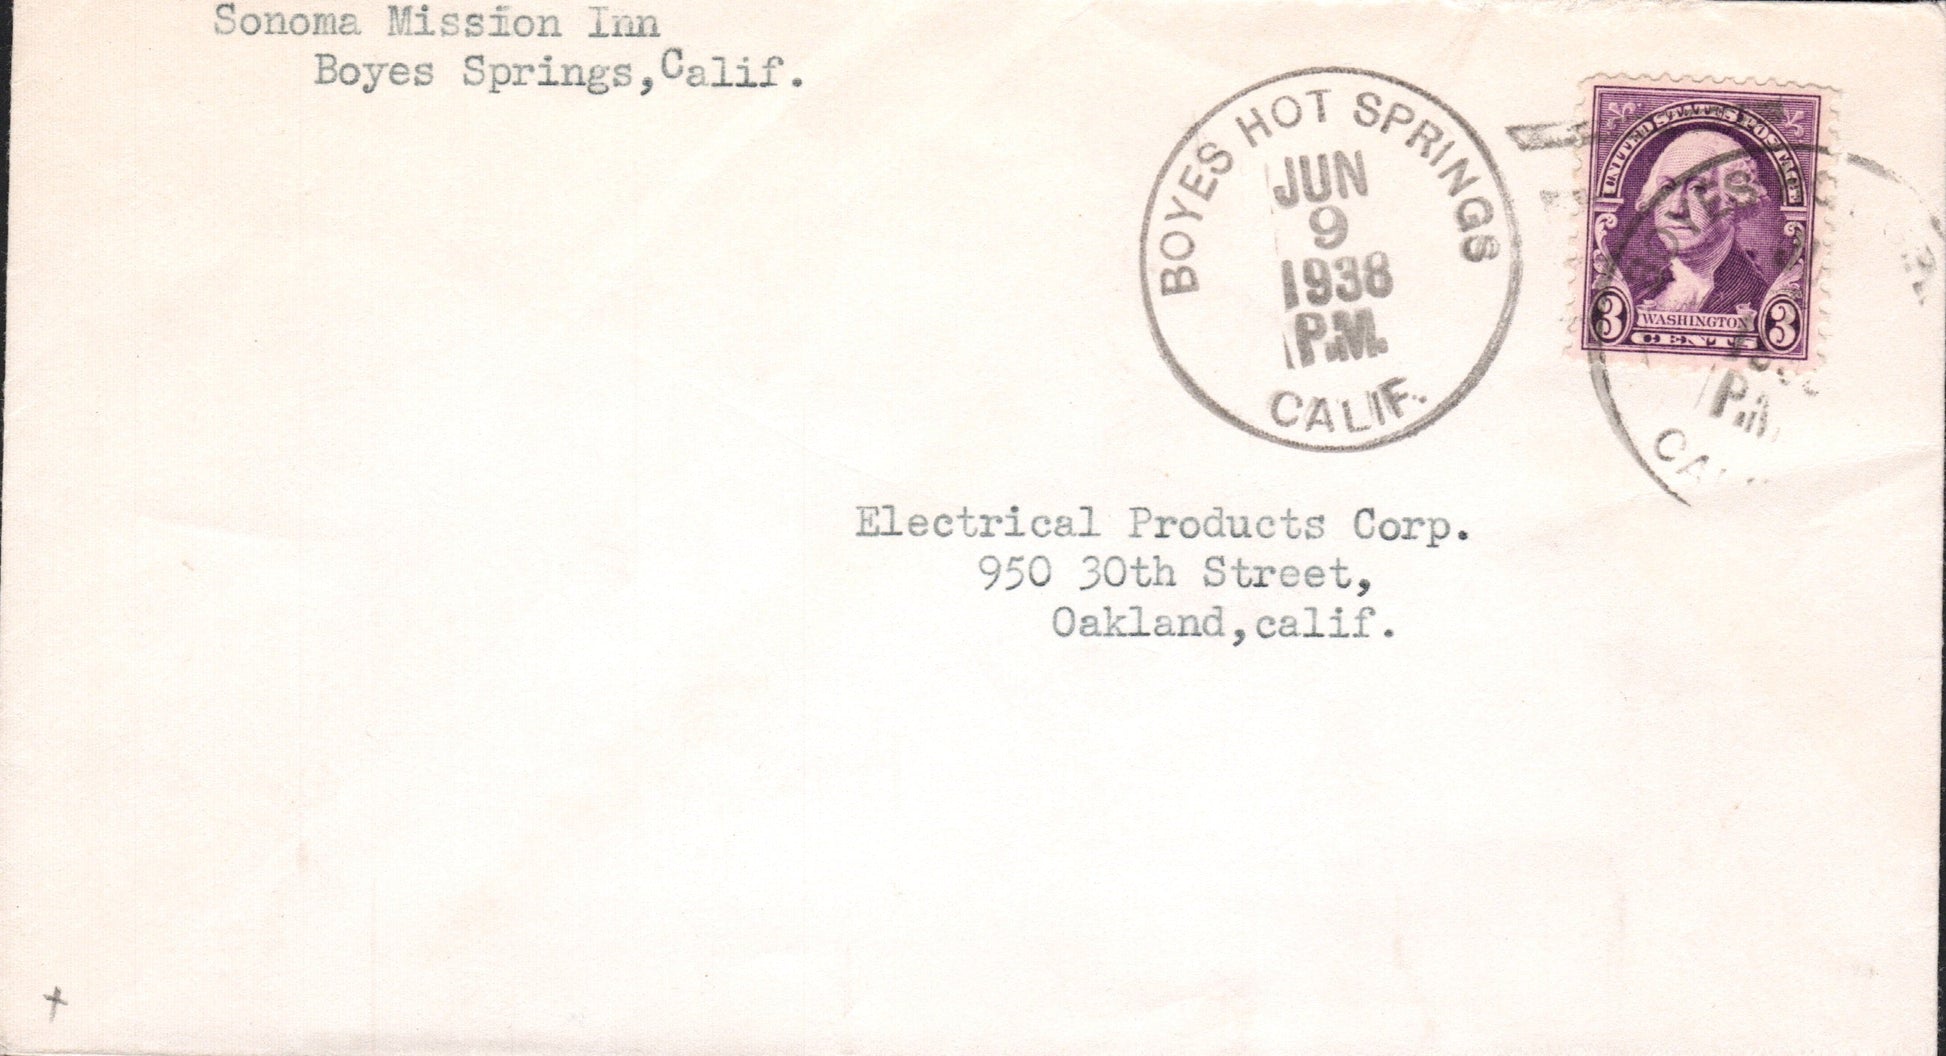 Sonoma Mission Inn
Boyes Springs, Calif.
BOYES HOT SPRINGS
JUN
9
1938
P.M.
CALIF.
UNITED STATES POSTAGE
BOYES
3 WASHINGTON 3
CENTS
P.M.
Electrical Products Corp.
950 30th Street,
Oakland,calif.